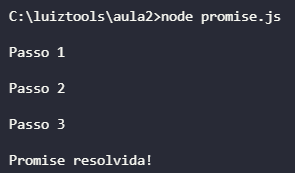 C:\luiztools\aula2>node promise.js
Passo 1
Passo 2
Passo 3
Promise resolvida!